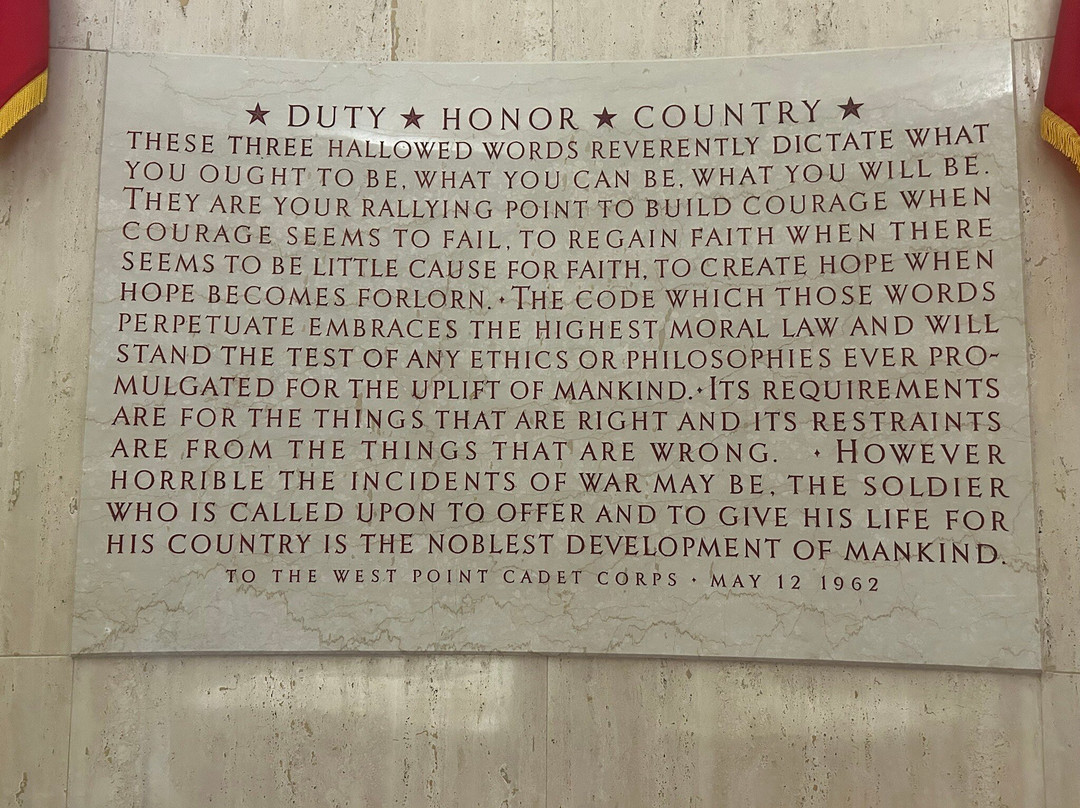 ★ DUTY ★ HONOR ★ COUNTRY ★
THESE THREE HALLOWED WORDS REVERENTLY DICTATE WHAT
YOU OUGHT TO BE, WHAT YOU CAN BE, WHAT YOU WILL BE.
THEY ARE YOUR RALLYING POINT TO BUILD COURAGE WHEN
COURAGE SEEMS TO FAIL, TO REGAIN FAITH WHEN THERE
SEEMS TO BE LITTLE CAUSE FOR FAITH, TO CREATE HOPE WHEN
HOPE BECOMES FORLORN. · THE CODE WHICH THOSE WORDS
PERPETUATE EMBRACES THE HIGHEST MORAL LAW AND WILL
STAND THE TEST OF ANY ETHICS OR PHILOSOPHIES EVER PRO-
MULGATED FOR THE UPLIFT OF MANKIND. · ITS REQUIREMENTS
ARE FOR THE THINGS THAT ARE RIGHT AND ITS RESTRAINTS
ARE FROM THE THINGS THAT ARE WRONG. · HOWEVER
HORRIBLE THE INCIDENTS OF WAR MAY BE, THE SOLDIER
WHO IS CALLED UPON TO OFFER AND TO GIVE HIS LIFE FOR
HIS COUNTRY IS THE NOBLEST DEVELOPMENT OF MANKIND.
TO THE WEST POINT CADET CORPS · MAY 12 1962